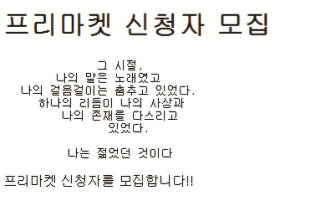 프리마켓 신청자 모집
그 시절,
나의 말은 노래였고
나의 걸음걸이는 춤추고 있었다.
하나의 리듬이 나의 사상과
나의 존재를 다스리고
있었다.
나는 젊었던 것이다
프리마켓 신청자를 모집합니다!!